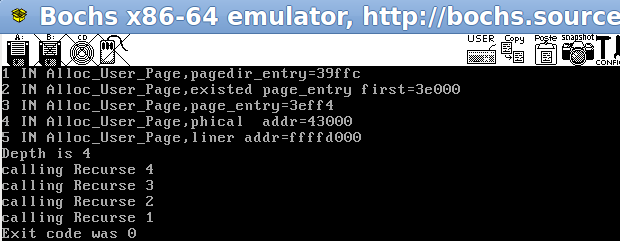 Bochs x86-64 emulator, http://bochs.source
A: B: CD USER Copy Paste snapshot CONFI
1 IN Alloc_User_Page,pagedir_entry=39ffc
2 IN Alloc_User_Page,existed page_entry first=3e000
3 IN Alloc_User_Page,page_entry=3eff4
4 IN Alloc_User_Page,phical  addr=43000
5 IN Alloc_User_Page,liner addr=ffffd000
Depth is 4
calling Recurse 4
calling Recurse 3
calling Recurse 2
calling Recurse 1
Exit code was 0